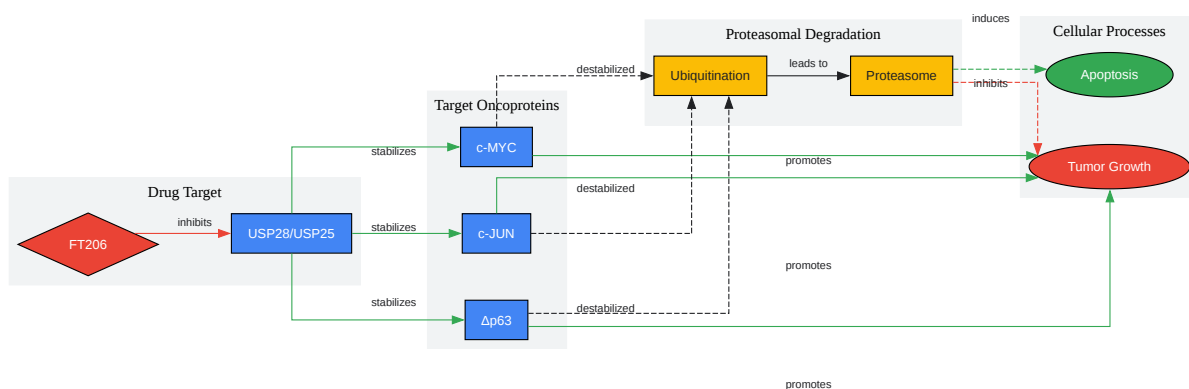 induces
Proteasomal Degradation
Cellular Processes
destabilized
Ubiquitination
leads to
Proteasome
Apoptosis
inhibits
Target Oncoproteins
stabilizes
c-MYC
promotes
Tumor Growth
Drug Target
destabilized
inhibits
FT206
USP28/USP25
stabilizes
c-JUN
promotes
stabilizes
destabilized
Δp63
promotes